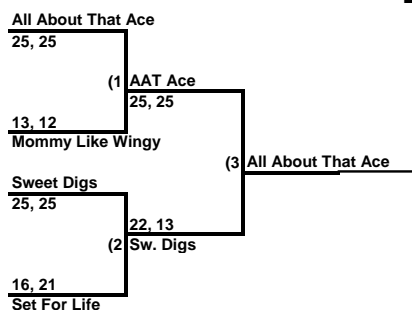 All About That Ace
25, 25
(1 AAT Ace
25, 25
13, 12
Mommy Like Wingy
(3 All About That Ace
Sweet Digs
25, 25
22, 13
(2 Sw. Digs
16, 21
Set For Life